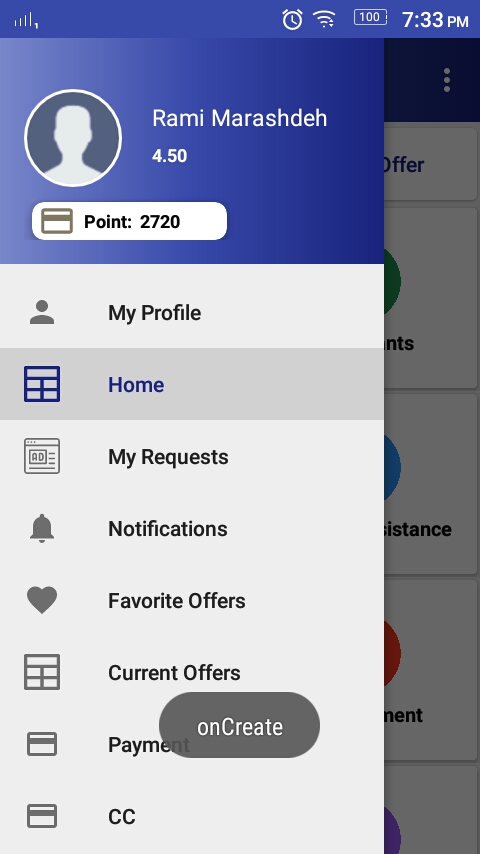 1 100 7:33 PM
Rami Marashdeh
4.50
Point: 2720
Offer
My Profile
nts
Home
AD
My Requests
sistance
Notifications
Favorite Offers
Current Offers
ment
onCreate
Payment
CC